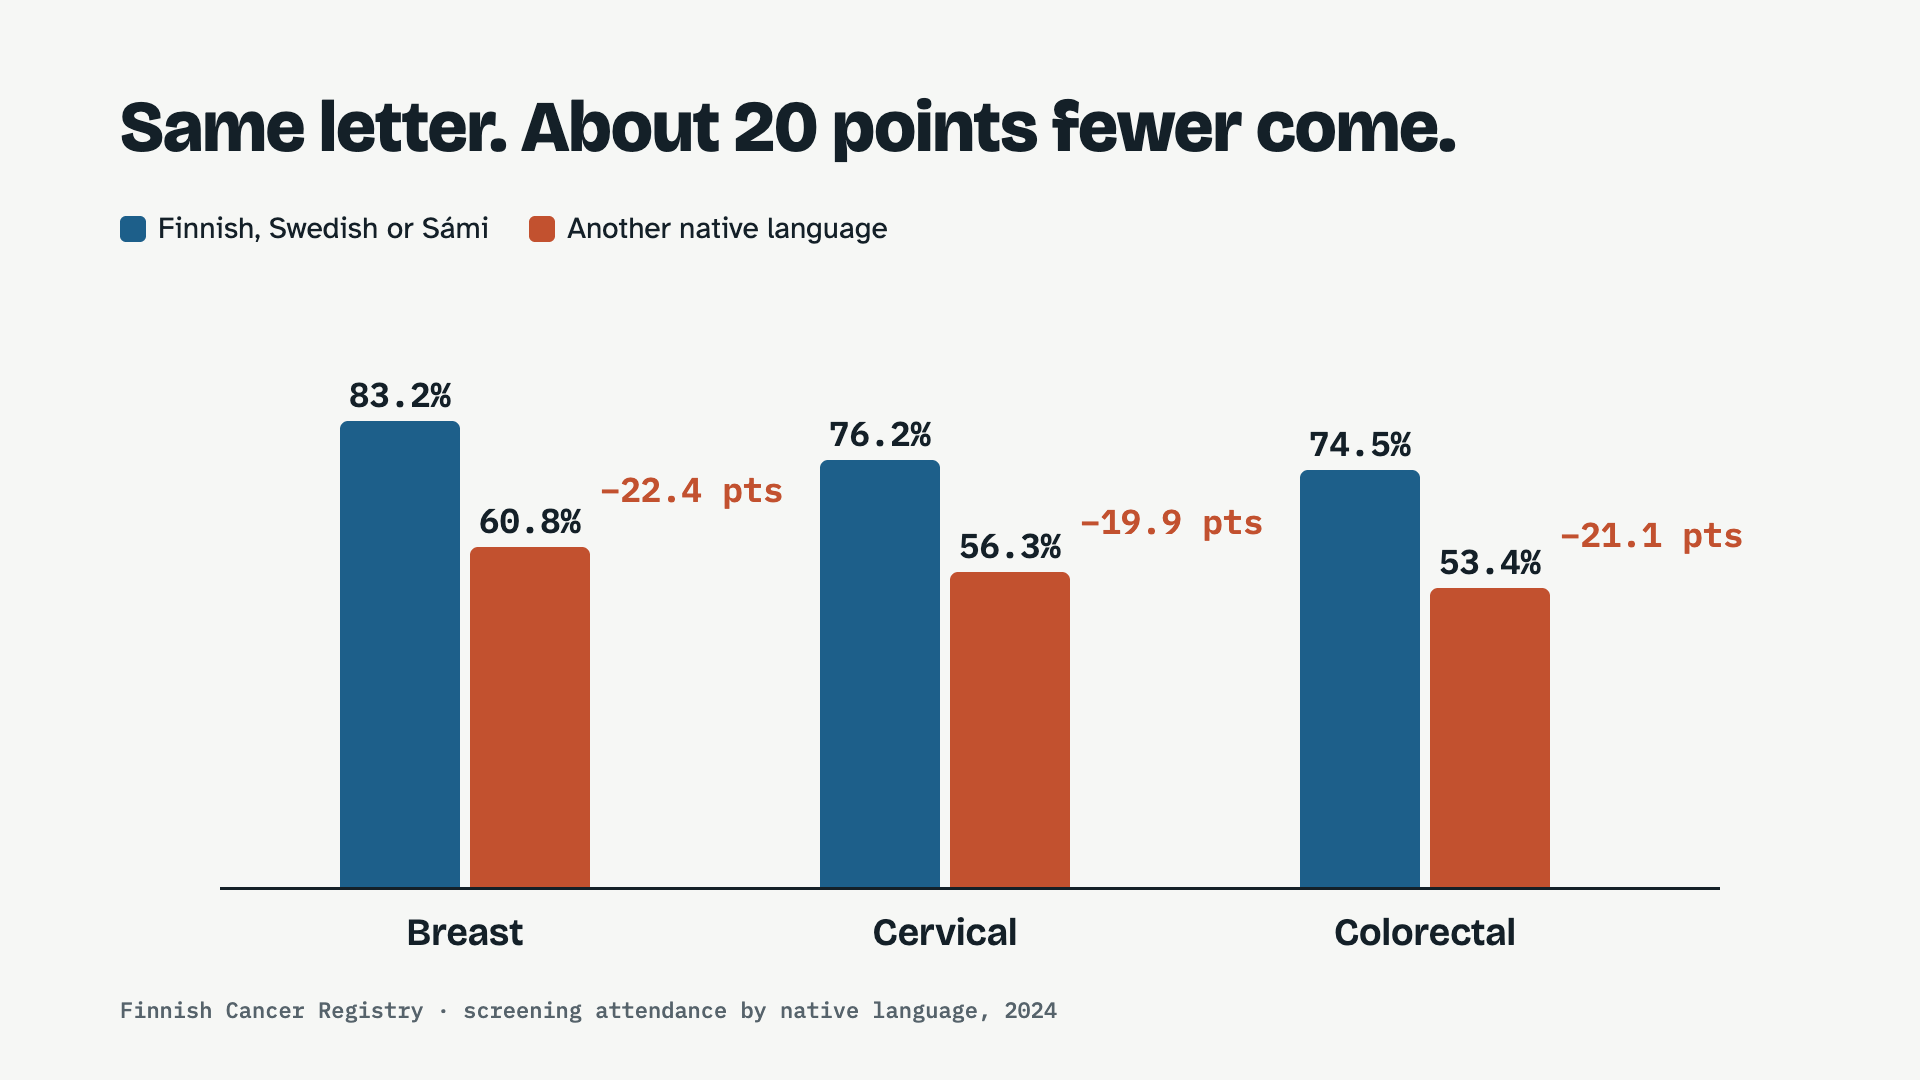 Same letter. About 20 points fewer come.
Finnish, Swedish or Sámi
Another native language
83.2%
60.8%
−22.4 pts
76.2%
56.3%
−19.9 pts
74.5%
53.4%
−21.1 pts
Breast
Cervical
Colorectal
Finnish Cancer Registry · screening attendance by native language, 2024